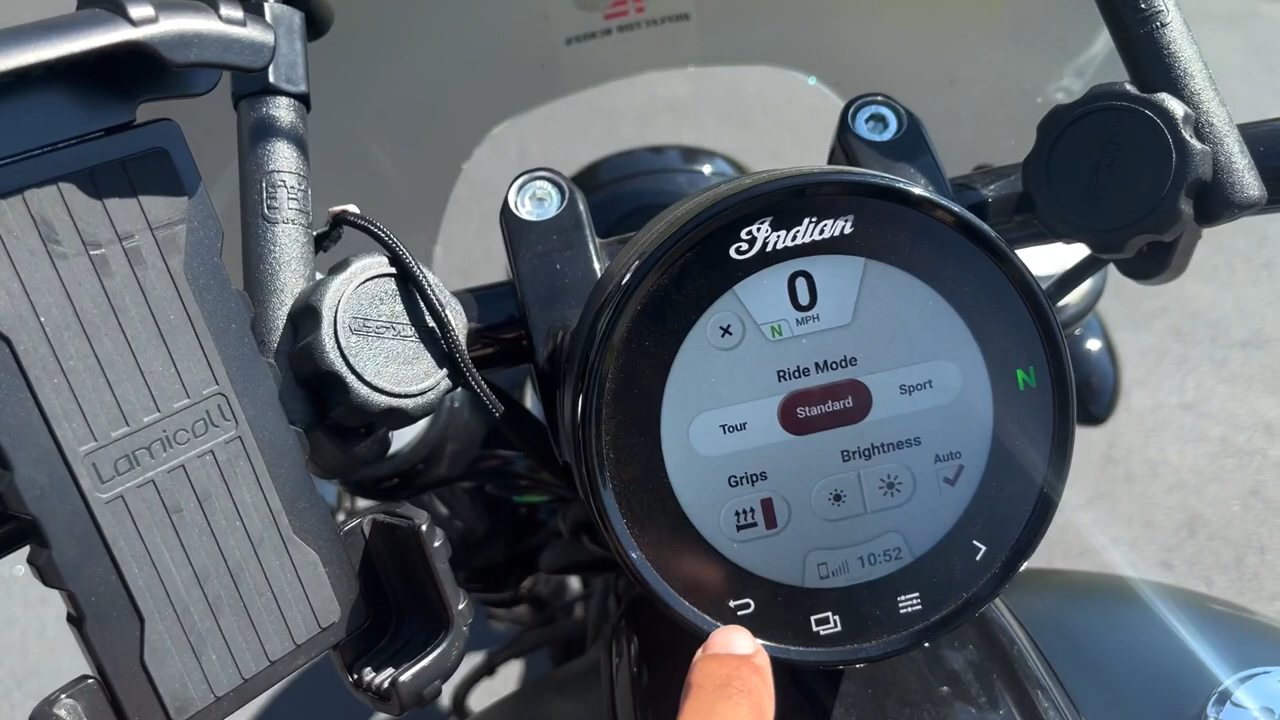 Indian
0
MPH
N
N
Ride Mode
Tour
Standard
Sport
Brightness
Auto
Grips
10:52
Lamicall